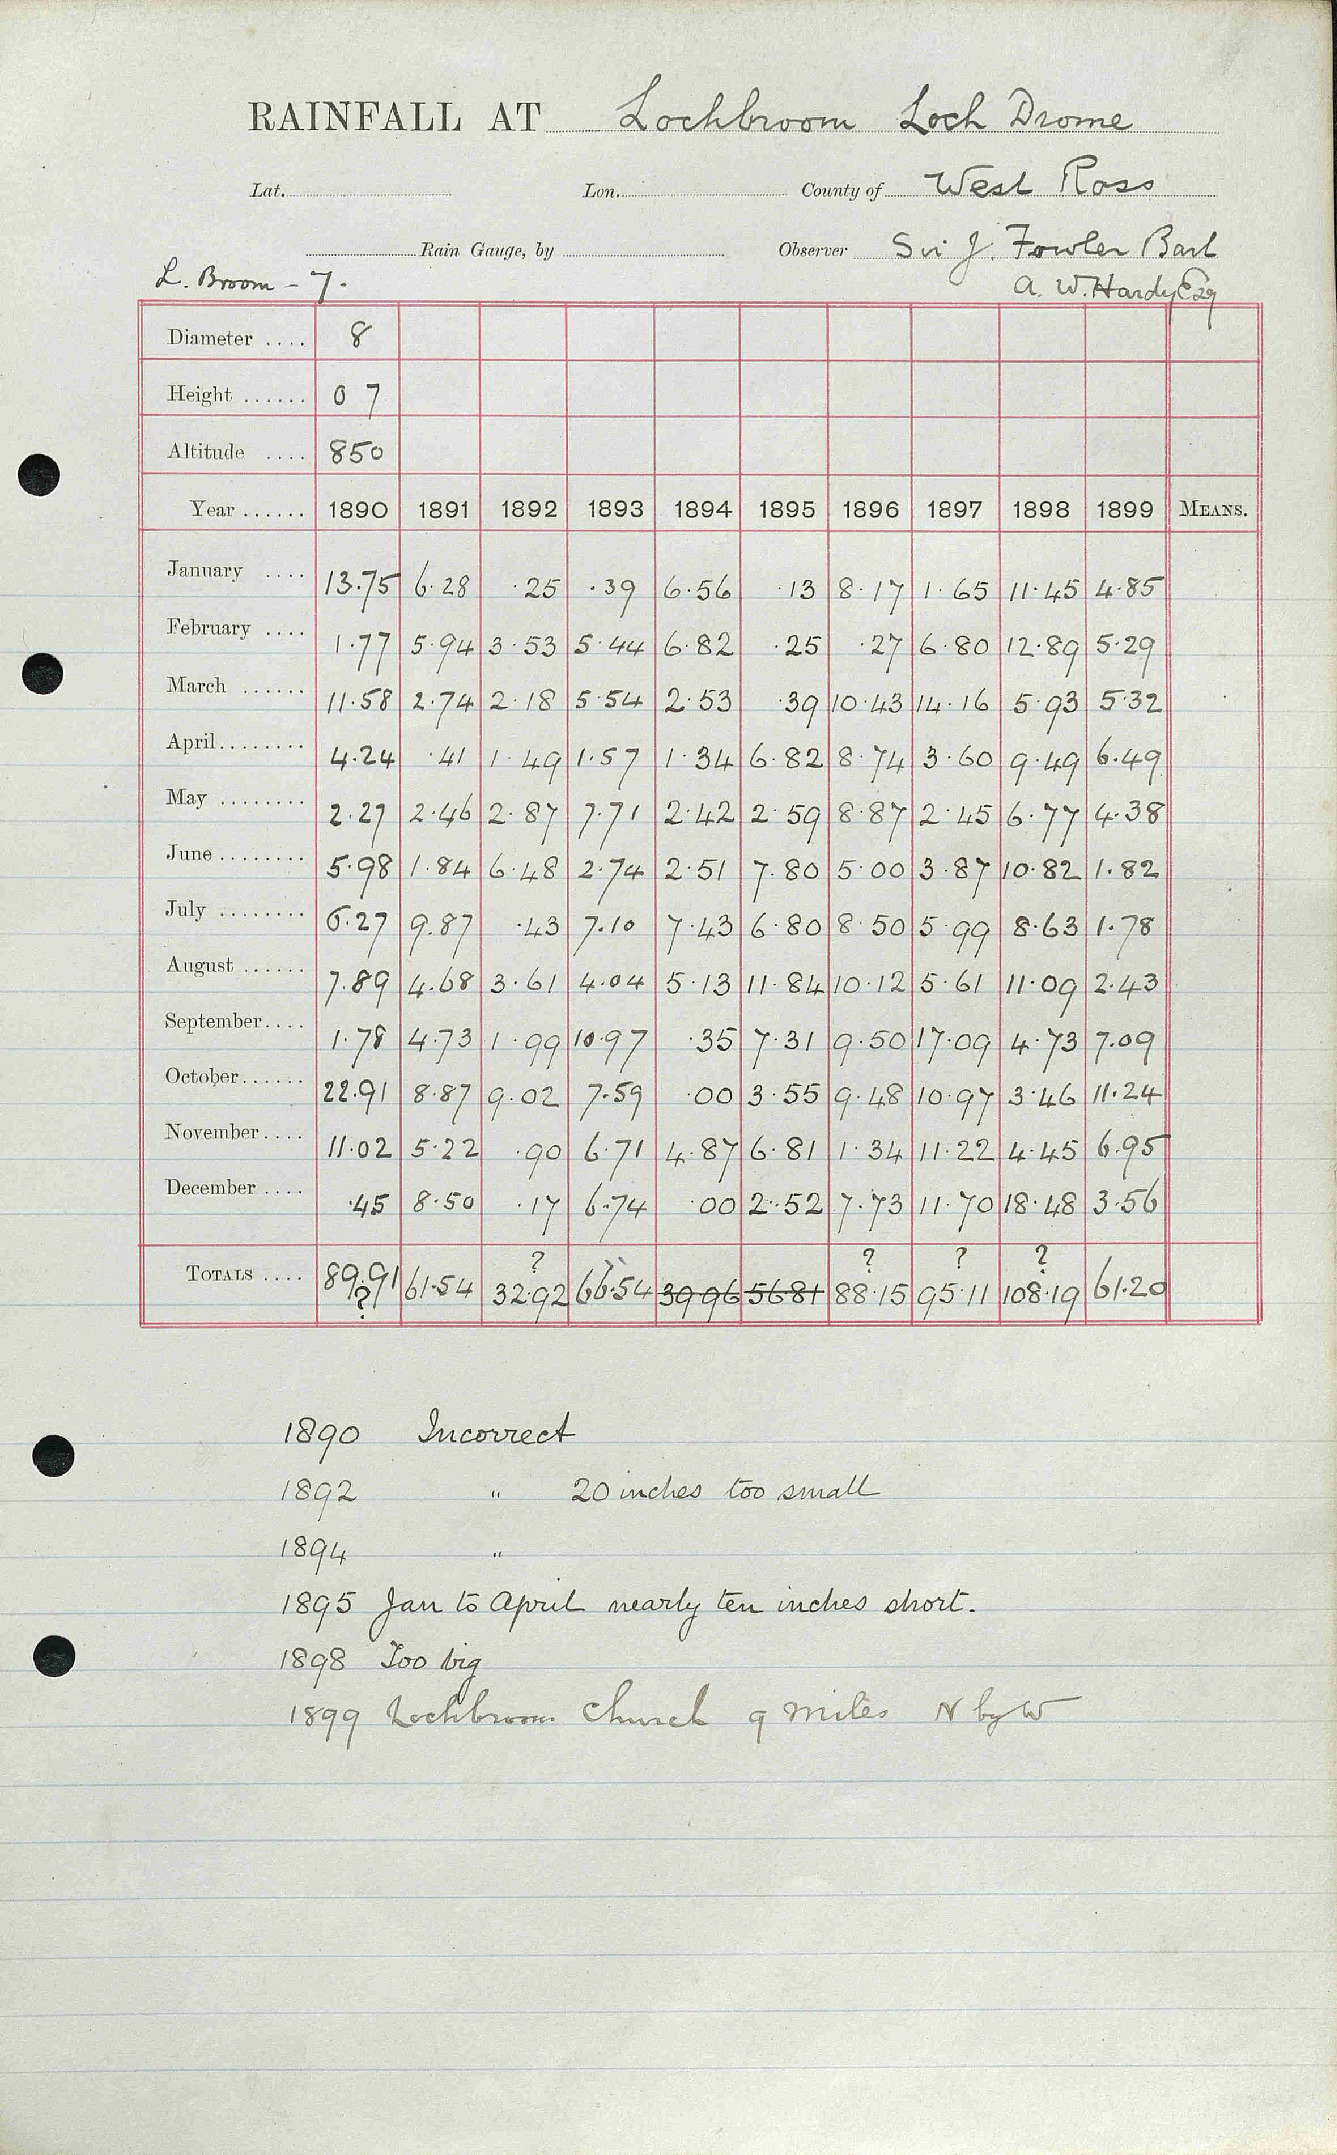 RAINFALL AT Lochbroom Loch Drome
Lat. Lon. County of West Ross
Rain Gauge, by Observer Sir J. Fowler Bart
L. Broom - 7. A. W. Hardy Esq
Diameter .... 8
Height ...... 0 7
Altitude .... 850
Year ...... 1890 1891 1892 1893 1894 1895 1896 1897 1898 1899 MEANS.
January .... 13.75 6.28 .25 .39 6.56 .13 8.17 1.65 11.45 4.85
February .... 1.77 5.94 3.53 5.44 6.82 .25 .27 6.80 12.89 5.29
March ...... 11.58 2.74 2.18 5.54 2.53 .39 10.43 14.16 5.93 5.32
April ........ 4.24 .41 1.49 1.57 1.34 6.82 8.74 3.60 9.49 6.49
May ........ 2.27 2.46 2.87 7.71 2.42 2.59 8.87 2.45 6.77 4.38
June ........ 5.98 1.84 6.48 2.74 2.51 7.80 5.00 3.87 10.82 1.82
July ........ 6.27 9.87 .43 7.10 7.43 6.80 8.50 5.99 8.63 1.78
August ...... 7.89 4.68 3.61 4.04 5.13 11.84 10.12 5.61 11.09 2.43
September .... 1.78 4.73 1.99 10.97 .35 7.31 9.50 17.09 4.73 7.09
October ...... 22.91 8.87 9.02 7.59 .00 3.55 9.48 10.97 3.46 11.24
November .... 11.02 5.22 .90 6.71 4.87 6.81 1.34 11.22 4.45 6.95
December .... .45 8.50 .17 6.74 .00 2.52 7.73 11.70 18.48 3.56
? ? ? ?
TOTALS .... 89.91 61.54 32.92 66.54 39.96 56.81 88.15 95.11 108.19 61.20
?
1890 Incorrect
1892 " 20 inches too small
1894 "
1895 Jan to April nearly ten inches short.
1898 Too big
1899 Lochbroom Church 9 miles N by W